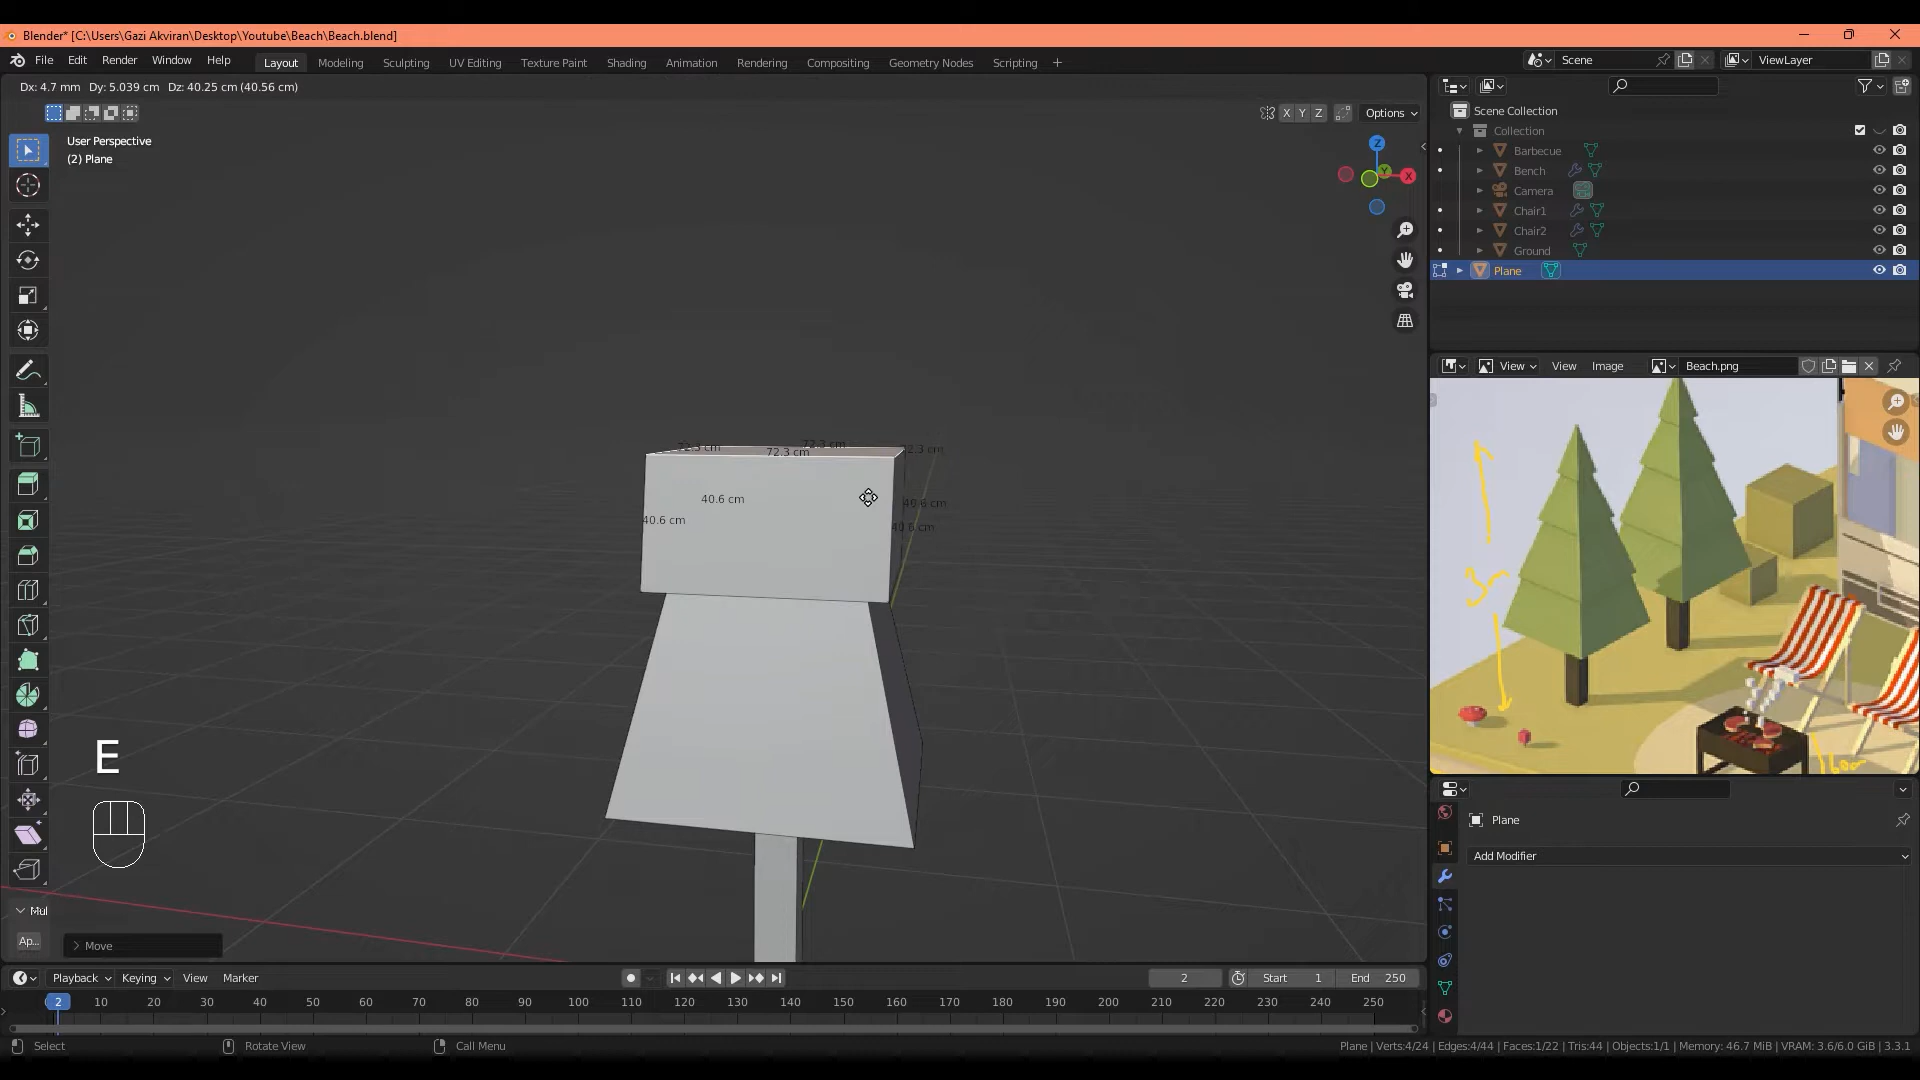 Blender* [C:\Users\Gazi Akviran\Desktop\Youtube\Beach\Beach.blend]
File Edit Render Window Help Layout Modeling Sculpting UV Editing Texture Paint Shading Animation Rendering Compositing Geometry Nodes Scripting + Scene ViewLayer
Dx: 4.7 mm Dy: 5.039 cm Dz: 40.25 cm (40.56 cm)
X Y Z Options
User Perspective
(2) Plane
Z
Y
X
Scene Collection
Collection
Barbecue
Bench
Camera
Chair1
Chair2
Ground
Plane
View View Image Beach.png
72.3 cm
72.3 cm
72.3 cm
40.6 cm
40.6 cm
40.6 cm
E
Plane
Add Modifier
Mul
Ap...
Move
Playback Keying View Marker 2 Start 1 End 250
2 10 20 30 40 50 60 70 80 90 100 110 120 130 140 150 160 170 180 190 200 210 220 230 240 250
Select Rotate View Call Menu Plane | Verts:4/24 | Edges:4/44 | Faces:1/22 | Tris:44 | Objects:1/1 | Memory: 46.7 MiB | VRAM: 3.6/6.0 GiB | 3.3.1